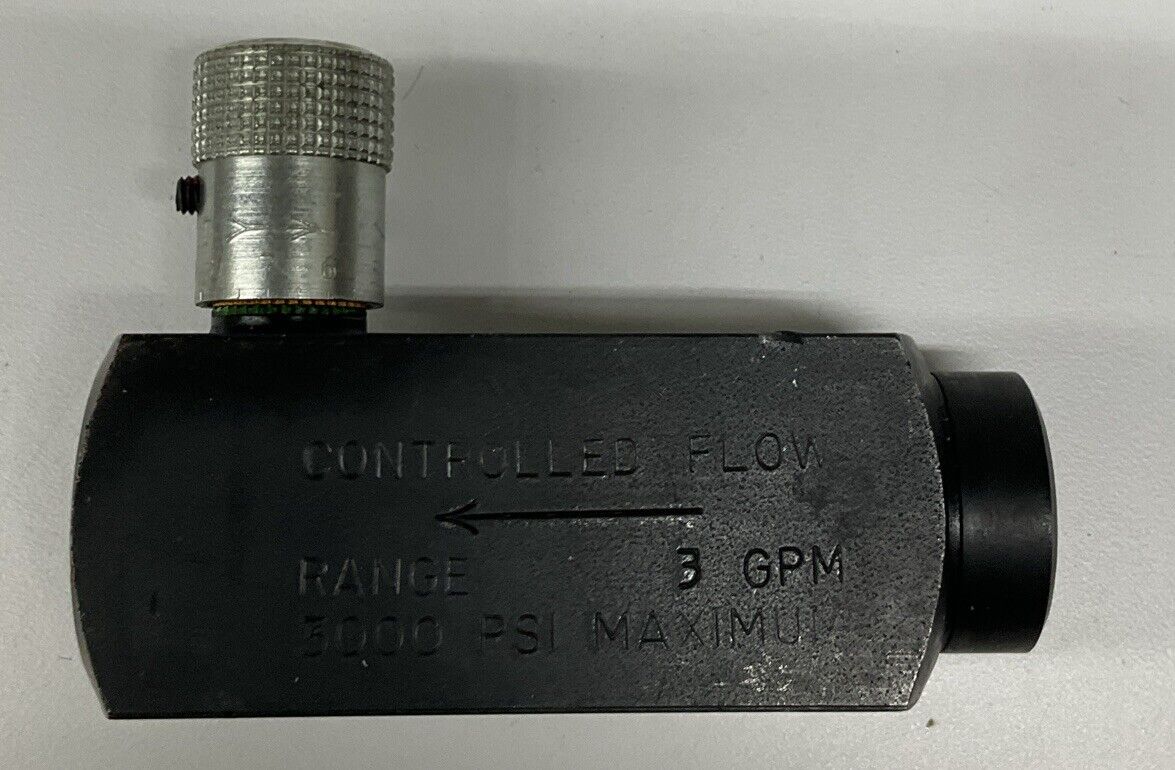 CONTROLLED FLOW
RANGE 3 GPM
3000 PSI MAXIMUM